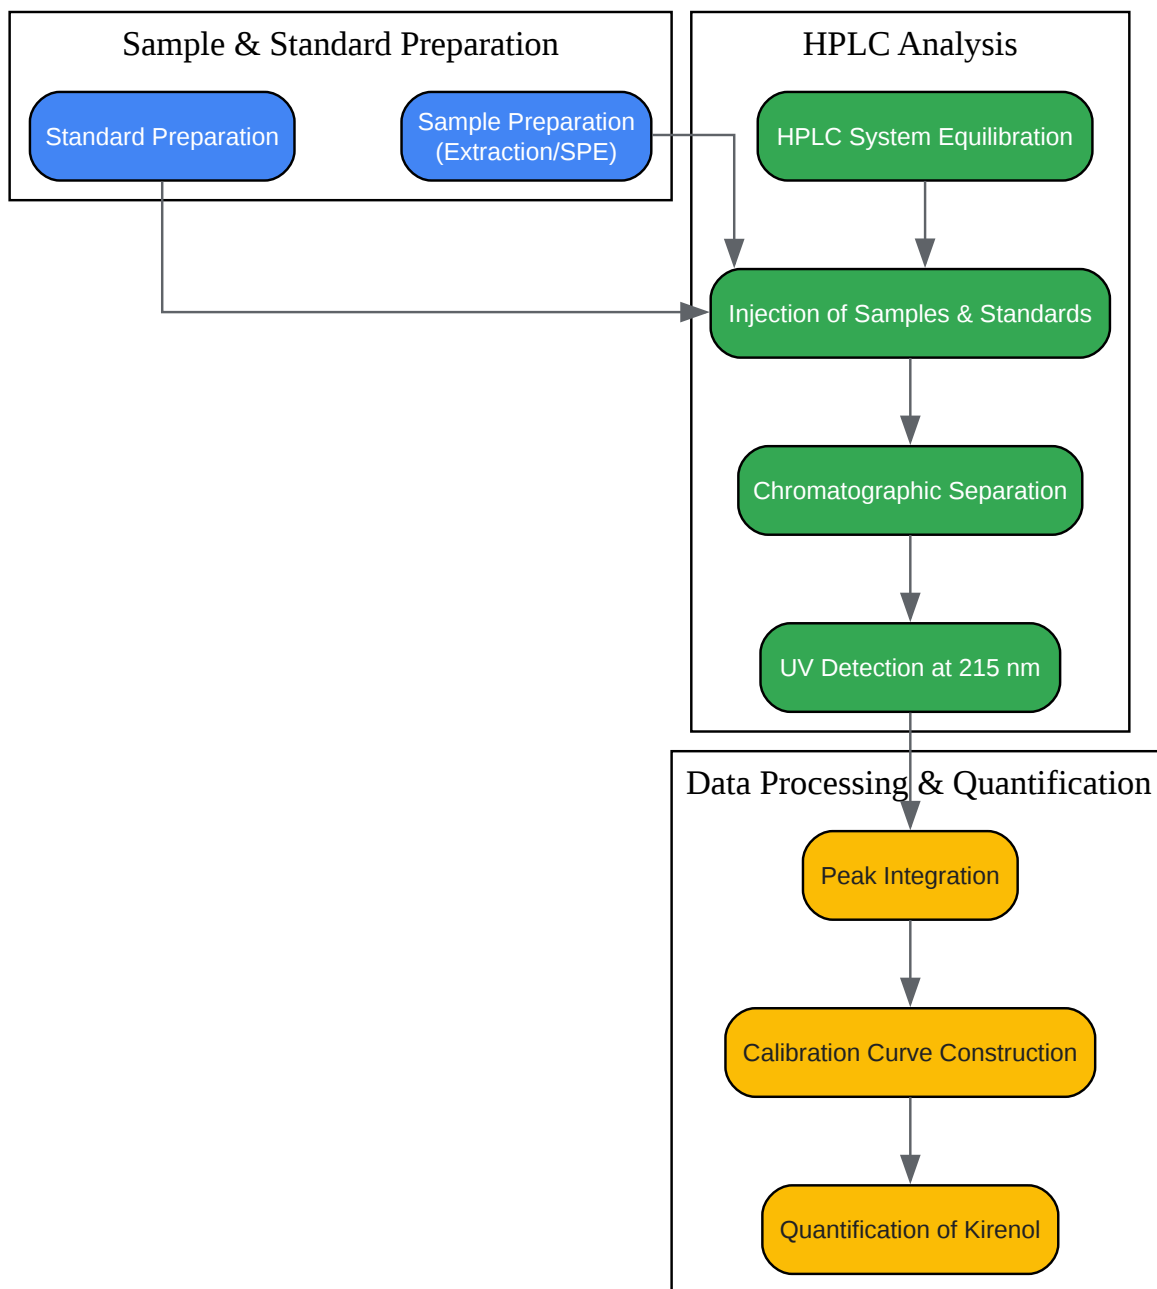 Sample & Standard Preparation
Standard Preparation
Sample Preparation
(Extraction/SPE)
HPLC Analysis
HPLC System Equilibration
Injection of Samples & Standards
Chromatographic Separation
UV Detection at 215 nm
Data Processing & Quantification
Peak Integration
Calibration Curve Construction
Quantification of Kirenol